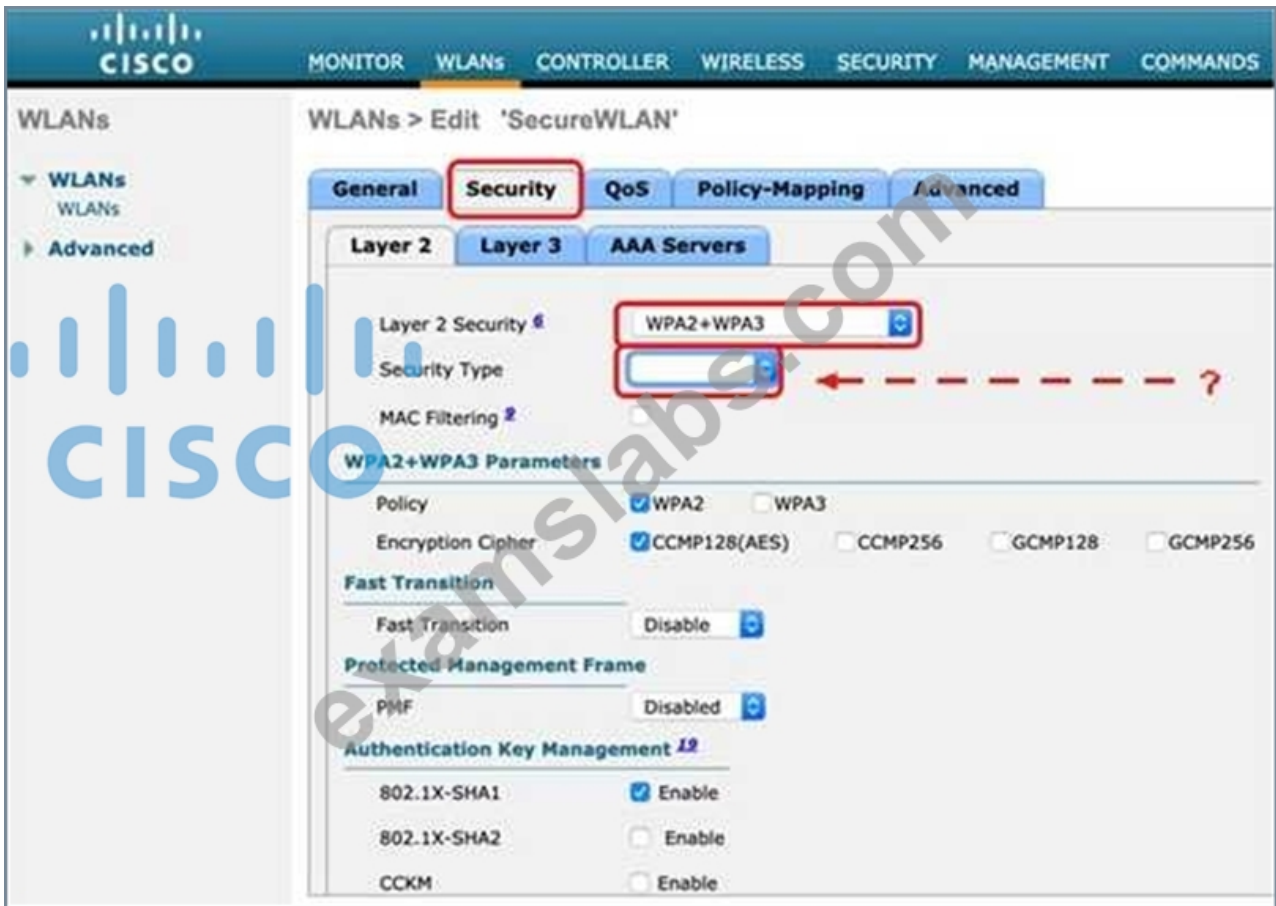 CISCO
MONITOR WLANs CONTROLLER WIRELESS SECURITY MANAGEMENT COMMANDS
WLANs
WLANs > Edit 'SecureWLAN'
WLANs
WLANs
Advanced
General Security QoS Policy-Mapping Advanced
Layer 2 Layer 3 AAA Servers
Layer 2 Security 6 WPA2+WPA3
Security Type ?
MAC Filtering 9
CISCO
WPA2+WPA3 Parameters
Policy WPA2 WPA3
Encryption Cipher CCMP128(AES) CCMP256 GCMP128 GCMP256
Fast Transition
Fast Transition Disable
Protected Management Frame
PMF Disabled
Authentication Key Management 19
802.1X-SHA1 Enable
802.1X-SHA2 Enable
CCKM Enable
examslabs.com